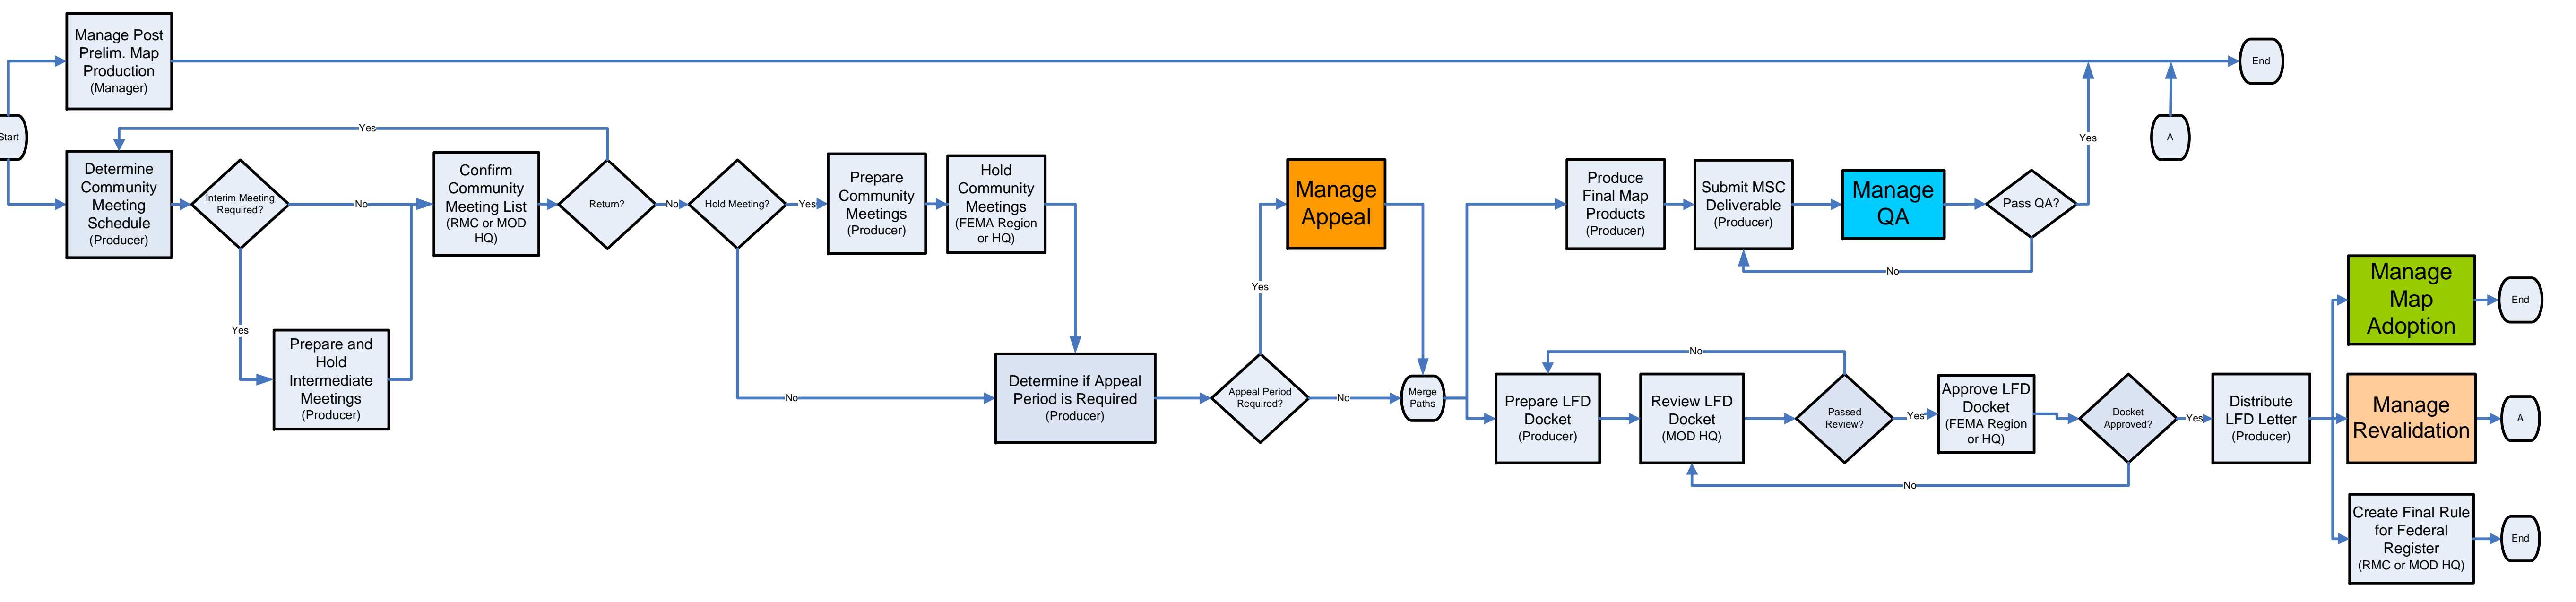 Manage Post
Prelim. Map
Production
(Manager)
End
Start
Yes
A
Determine
Community
Meeting
Schedule
(Producer)
Interim Meeting
Required?
No
Yes
Prepare and
Hold
Intermediate
Meetings
(Producer)
Confirm
Community
Meeting List
(RMC or MOD
HQ)
Return?
No
Hold Meeting?
Yes
No
Prepare
Community
Meetings
(Producer)
Hold
Community
Meetings
(FEMA Region
or HQ)
Determine if Appeal
Period is Required
(Producer)
Appeal Period
Required?
Yes
No
Manage
Appeal
Merge
Paths
Produce
Final Map
Products
(Producer)
Submit MSC
Deliverable
(Producer)
Manage
QA
Pass QA?
Yes
No
Prepare LFD
Docket
(Producer)
Review LFD
Docket
(MOD HQ)
Passed
Review?
No
Yes
Approve LFD
Docket
(FEMA Region
or HQ)
Docket
Approved?
Yes
No
Distribute
LFD Letter
(Producer)
Manage
Map
Adoption
End
Manage
Revalidation
A
Create Final Rule
for Federal
Register
(RMC or MOD HQ)
End